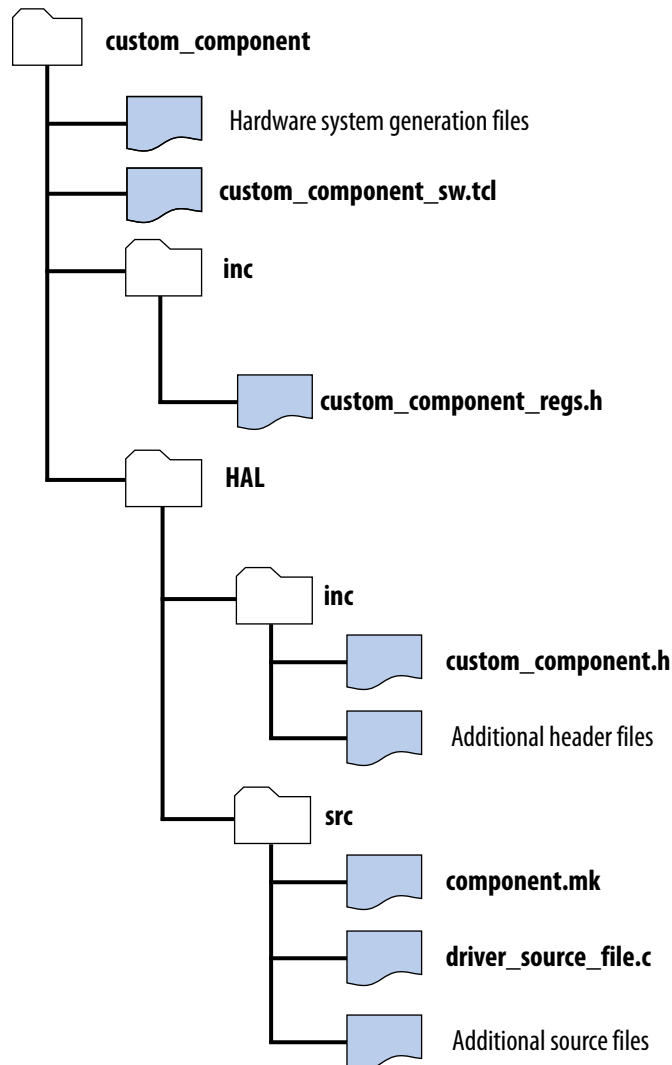 custom_component
Hardware system generation files
custom_component_sw.tcl
inc
custom_component_regs.h
HAL
inc
custom_component.h
Additional header files
src
component.mk
driver_source_file.c
Additional source files